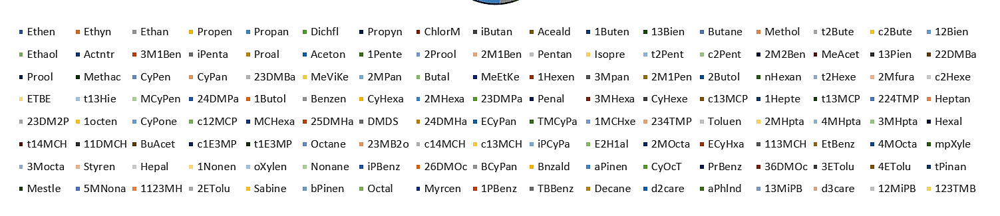 Ethen Ethyn Ethan Propen Propan Dichfl Propyn ChlorM iButan Aceald 1Buten 13Bien Butane Methol t2Bute c2Bute 12Bien
Ethaol Actntr 3M1Ben iPenta Proal Aceton 1Pente 2Prool 2M1Ben Pentan Isopre t2Pent c2Pent 2M2Ben MeAcet 13Pien 22DMBa
Prool Methac CyPen CyPan 23DMBa MeViKe 2MPan Butal MeEtKe 1Hexen 3Mpan 2M1Pen 2Butol nHexan t2Hexe 2Mfura c2Hexe
ETBE t13Hie MCyPen 24DMPa 1Butol Benzen CyHexa 2MHexa 23DMPa Penal 3MHexa CyHexe c13MCP 1Hepte t13MCP 224TMP Heptan
23DM2P 1octen CyPone c12MCP MCHexa 25DMHa DMDS 24DMHa ECyPan TMCyPa 1MCHxe 234TMP Toluen 2MHpta 4MHpta 3MHpta Hexal
t14MCH 11DMCH BuAcet c1E3MP t1E3MP Octane 23MB2o c14MCH c13MCH iPCyPa E2H1al 2MOcta ECyHxa 113MCH EtBenz 4MOcta mpXyle
3Mocta Styren Hepal 1Nonen oXylen Nonane iPBenz 26DMOc BCyPan Bnzald aPinen CyOcT PrBenz 36DMOc 3ETolu 4ETolu tPinan
Mestle 5MNona 1123MH 2ETolu Sabine bPinen Octal Myrcen 1PBenz TBBenz Decane d2care aPhlnd 13MiPB d3care 12MiPB 123TMB